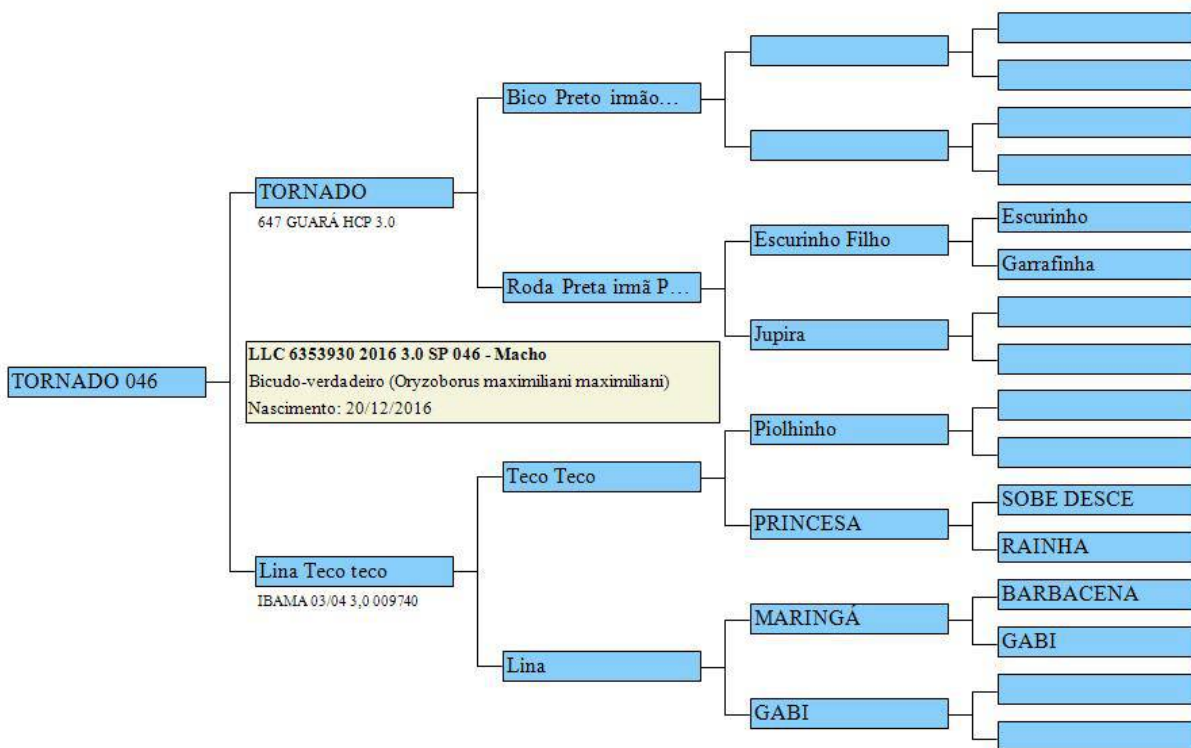 Bico Preto irmão...
TORNADO
647 GUARÁ HCP 3.0
Escurinho
Escurinho Filho
Garrafinha
Roda Preta irmã P...
Jupira
LLC 6353930 2016 3.0 SP 046 - Macho
TORNADO 046
Bicudo-verdadeiro (Oryzoborus maximiliani maximiliani)
Nascimento: 20/12/2016
Piolhinho
Teco Teco
SOBE DESCE
PRINCESA
RAINHA
Lina Teco teco
IBAMA 03/04 3,0 009740
BARBACENA
MARINGÁ
GABI
Lina
GABI